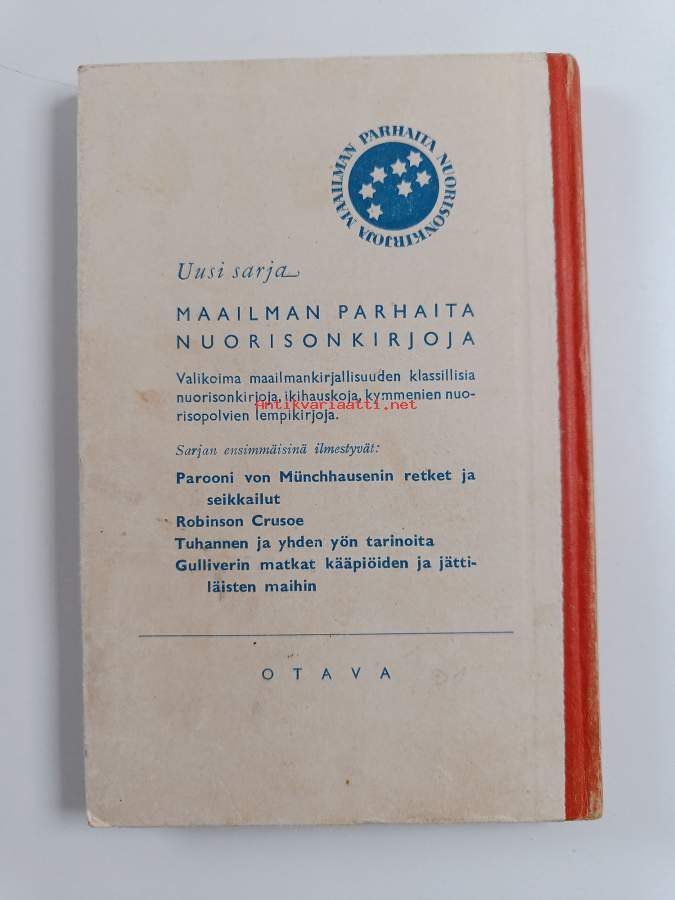 MAAILMAN PARHAITA NUORISONKIRJOJA
Uusi sarja
MAAILMAN PARHAITA
NUORISONKIRJOJA
Valikoima maailmankirjallisuuden klassillisia
nuorisonkirjoja, ikihauskoja, kymmenien nuo-
Antikvariaatti.net
risopolvien lempikirjoja.
Sarjan ensimmäisinä ilmestyvät:
Parooni von Münchhausenin retket ja
seikkailut
Robinson Crusoe
Tuhannen ja yhden yön tarinoita
Gulliverin matkat kääpiöiden ja jätti-
läisten maihin
OTAVA